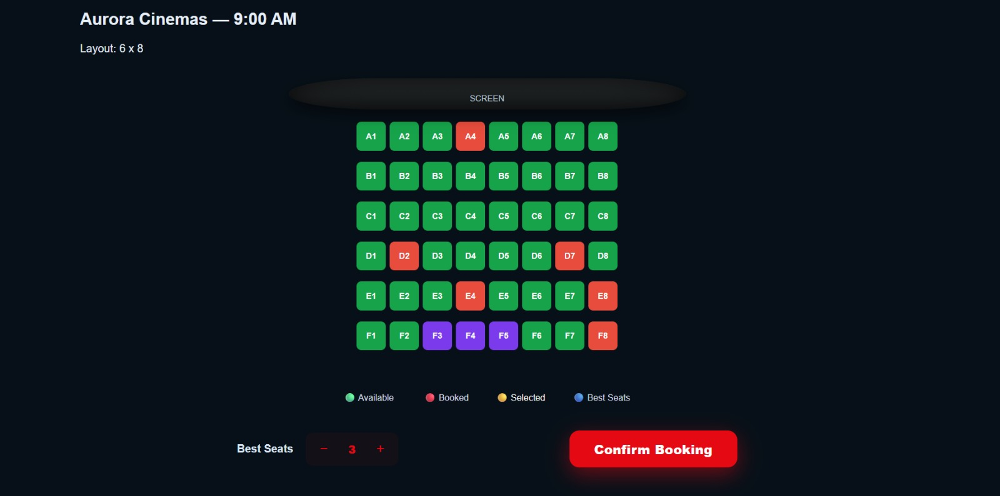 Aurora Cinemas — 9:00 AM
Layout: 6 x 8
SCREEN
A1 A2 A3 A4 A5 A6 A7 A8
B1 B2 B3 B4 B5 B6 B7 B8
C1 C2 C3 C4 C5 C6 C7 C8
D1 D2 D3 D4 D5 D6 D7 D8
E1 E2 E3 E4 E5 E6 E7 E8
F1 F2 F3 F4 F5 F6 F7 F8
Available Booked Selected Best Seats
Best Seats − 3 + Confirm Booking